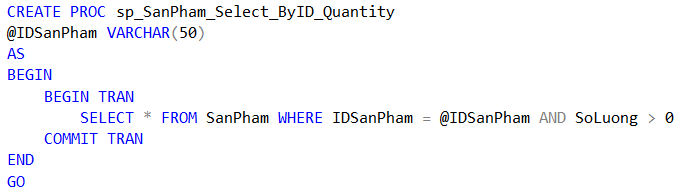 CREATE PROC sp_SanPham_Select_ByID_Quantity
@IDSanPham VARCHAR(50)
AS
BEGIN
    BEGIN TRAN
        SELECT * FROM SanPham WHERE IDSanPham = @IDSanPham AND SoLuong > 0
    COMMIT TRAN
END
GO